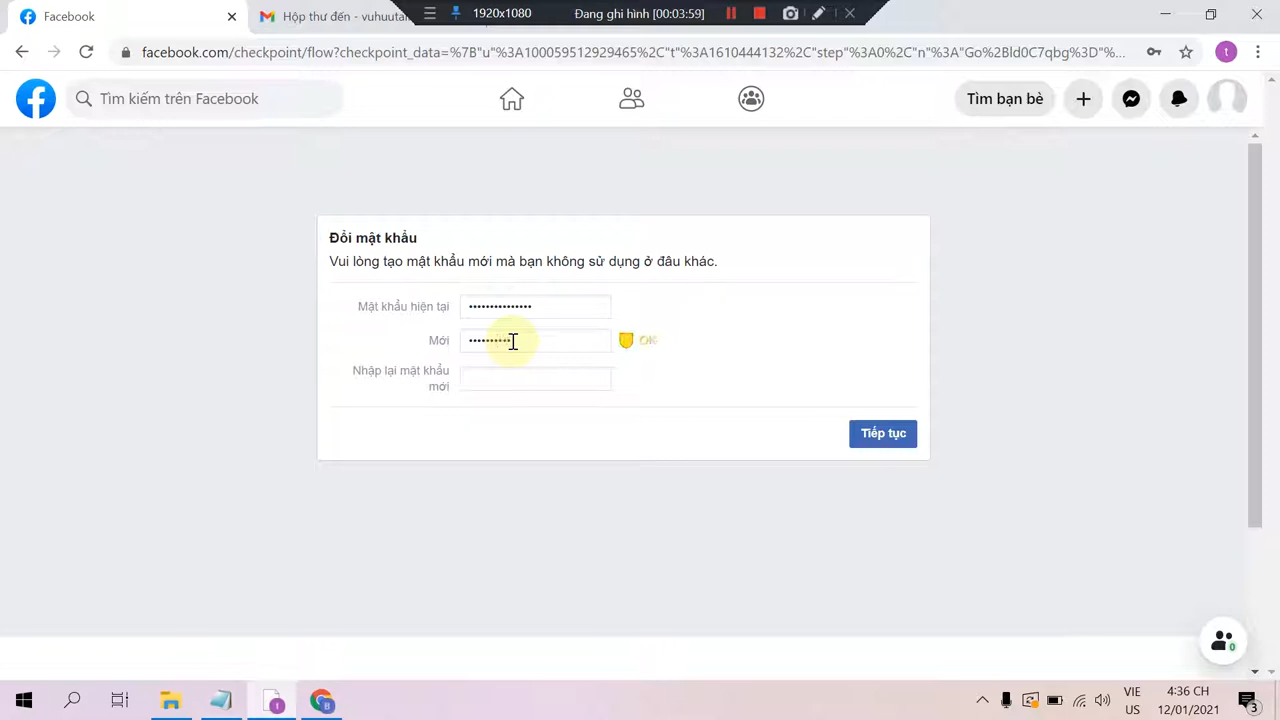 Facebook
Hộp thư đến - vuhuutan
1920x1080
Đang ghi hình [00:03:59]
facebook.com/checkpoint/flow?checkpoint_data=%7B"u"%3A100059512929465%2C"t"%3A1610444132%2C"step"%3A0%2C"n"%3A"Go%2Bld0C7qbg%3D"%...
t
Tìm kiếm trên Facebook
Tìm bạn bè
Đổi mật khẩu
Vui lòng tạo mật khẩu mới mà bạn không sử dụng ở đâu khác.
Mật khẩu hiện tại
Mới
OK
Nhập lại mật khẩu
mới
Tiếp tục
0
t
B
VIE
US
4:36 CH
12/01/2021
3